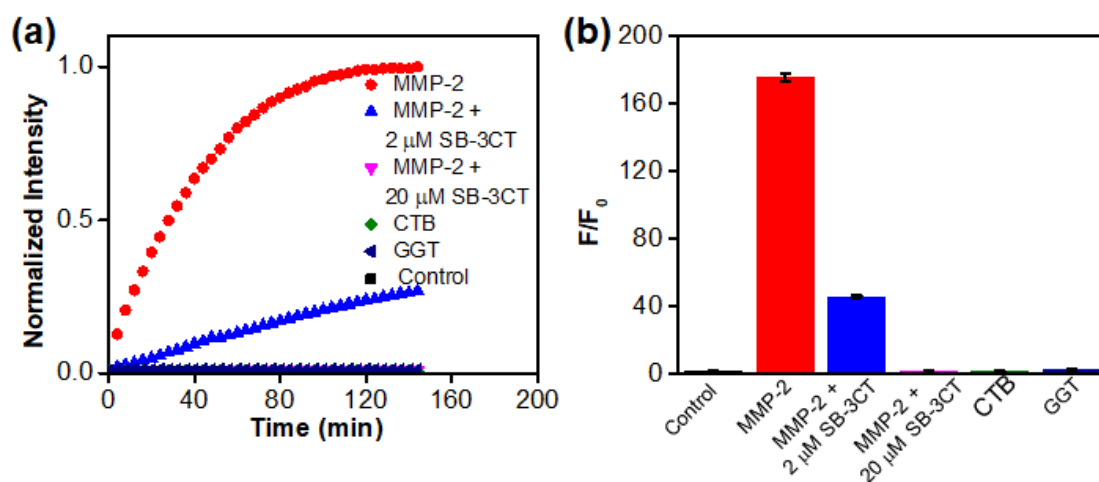 (a)
Normalized Intensity
1.0
0.5
0.0
0
40
80
120
160
200
Time (min)
MMP-2
MMP-2 +
2 μM SB-3CT
MMP-2 +
20 μM SB-3CT
CTB
GGT
Control
(b)
F/F₀
200
160
120
80
40
0
Control
MMP-2
MMP-2 +
2 μM SB-3CT
MMP-2 +
20 μM SB-3CT
CTB
GGT